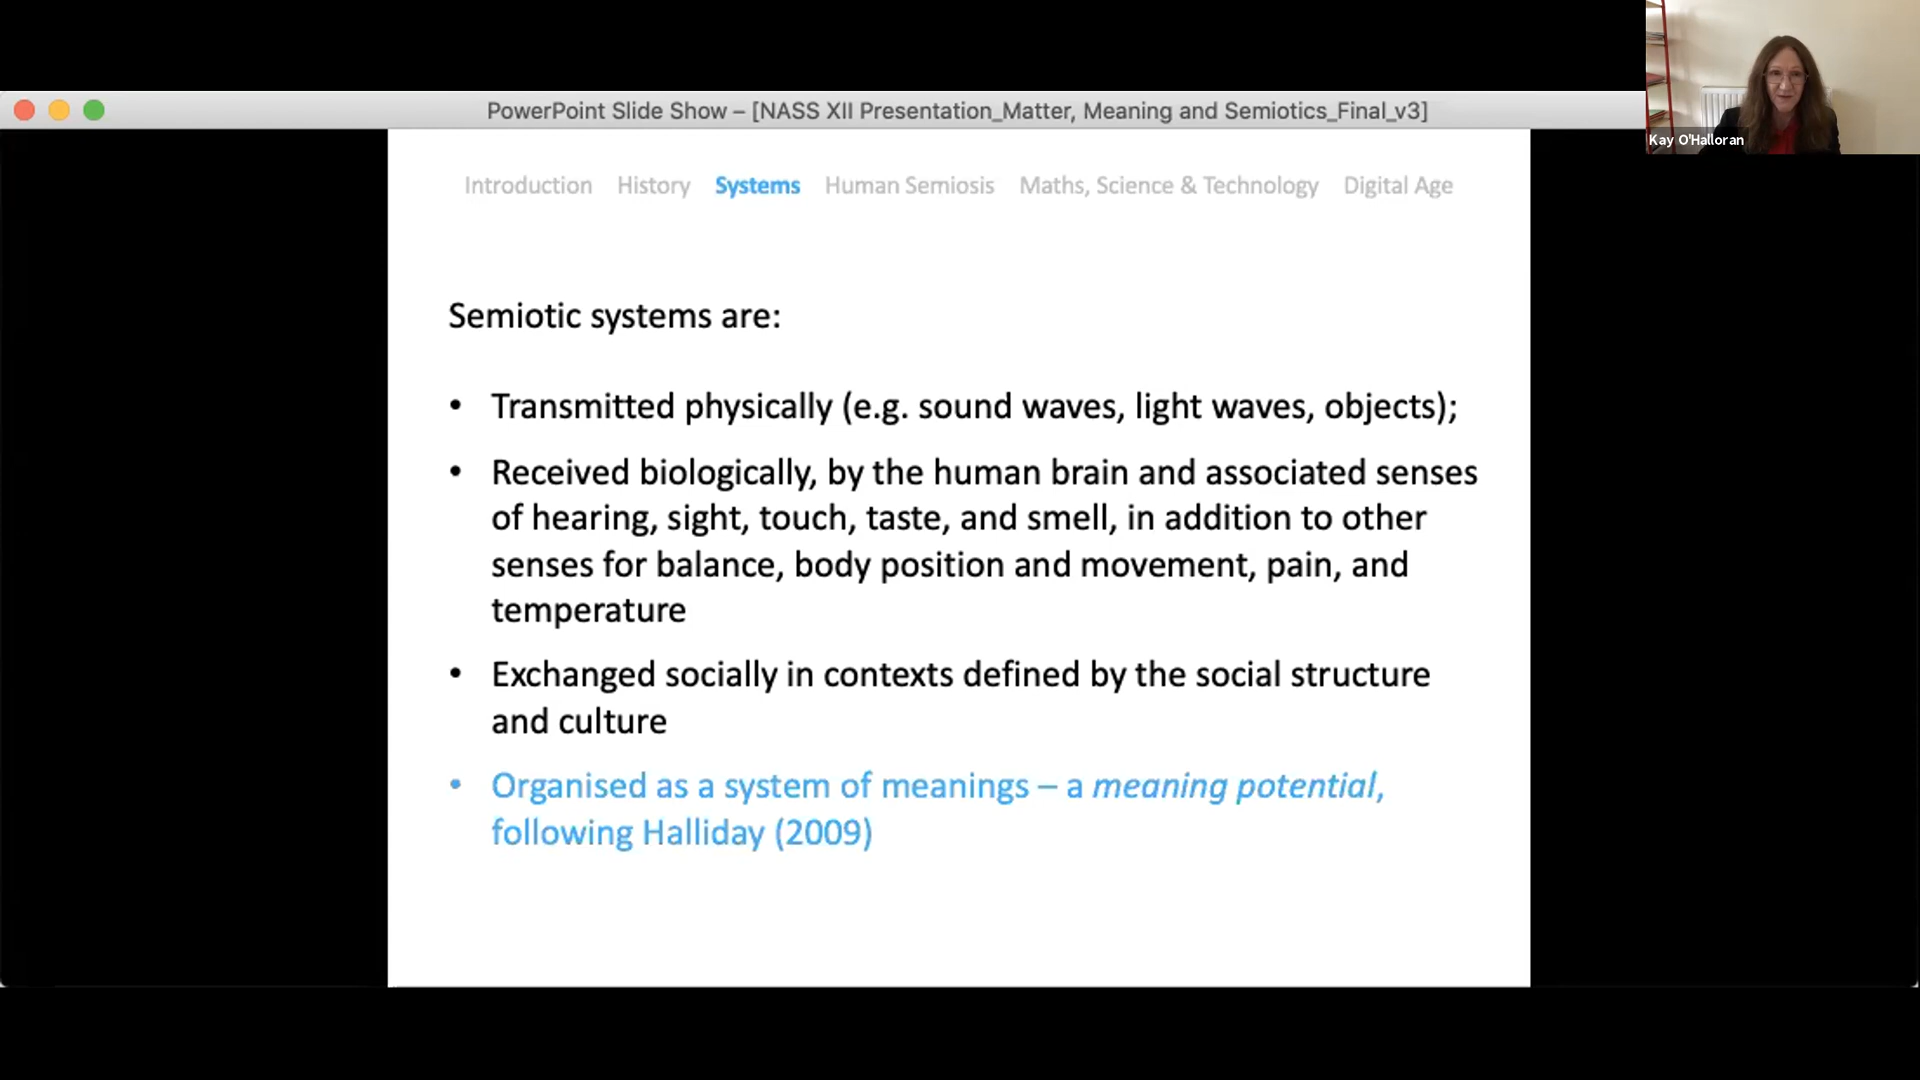 PowerPoint Slide Show – [NASS XII Presentation_Matter, Meaning and Semiotics_Final_v3]
Kay O'Halloran
Introduction History Systems Human Semiosis Maths, Science & Technology Digital Age
Semiotic systems are:
• Transmitted physically (e.g. sound waves, light waves, objects);
• Received biologically, by the human brain and associated senses
of hearing, sight, touch, taste, and smell, in addition to other
senses for balance, body position and movement, pain, and
temperature
• Exchanged socially in contexts defined by the social structure
and culture
• Organised as a system of meanings – a meaning potential,
following Halliday (2009)